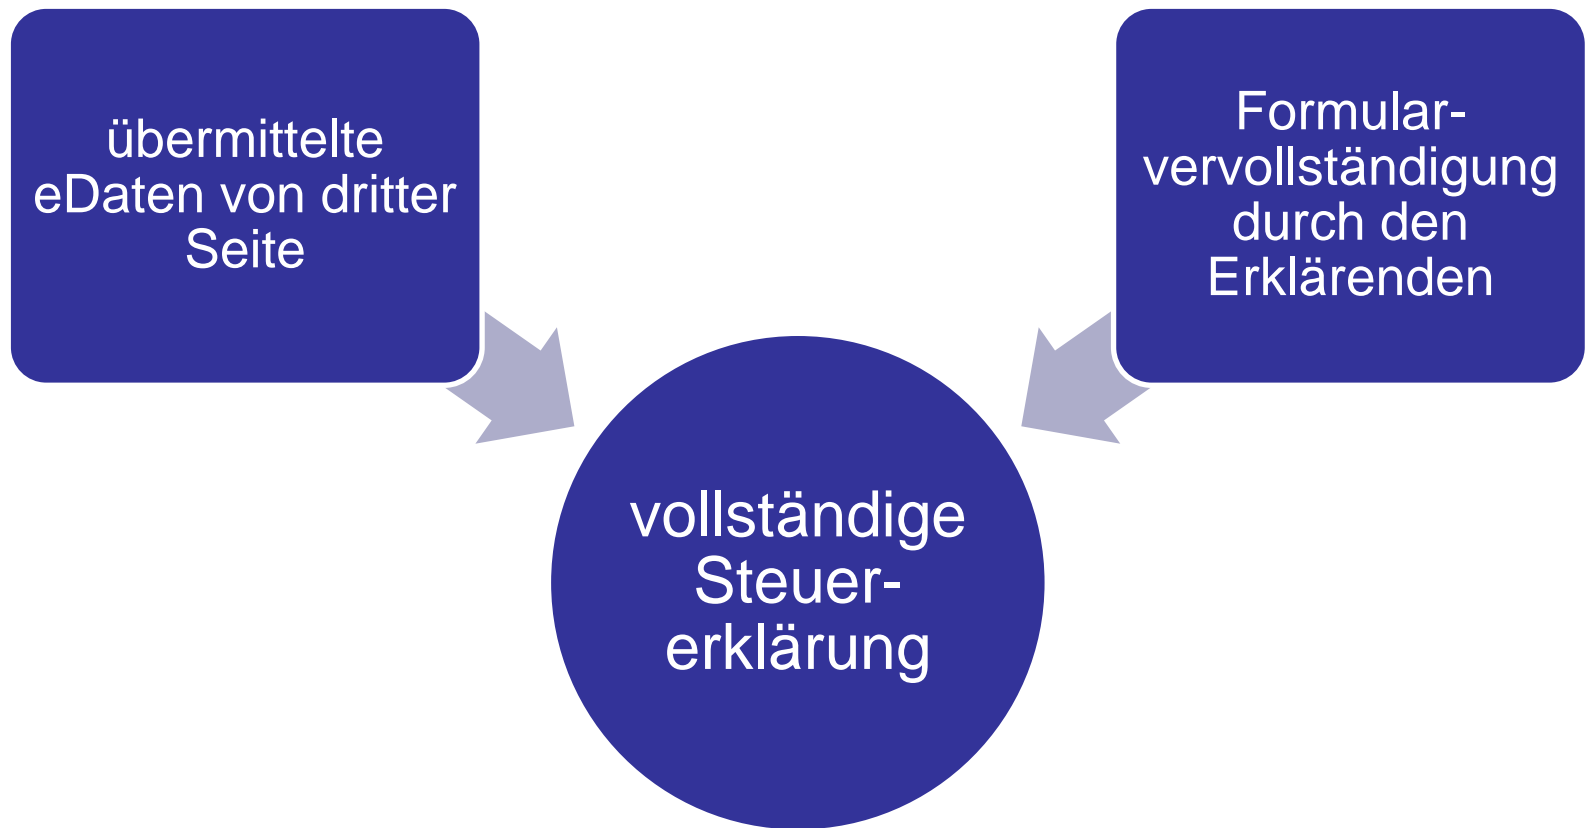 übermittelte
eDaten von dritter
Seite
Formular-
vervollständigung
durch den
Erklärenden
vollständige
Steuer-
erklärung